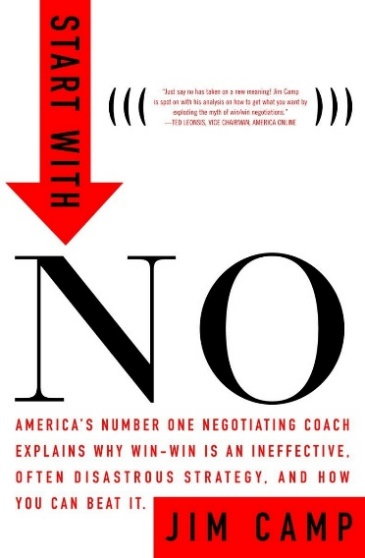 START WITH
"Just say no has taken on a new meaning! Jim Camp
is spot on with his analysis on how to get what you want by
exploding the myth of win/win negotiations."
—TED LEONSIS, VICE CHAIRMAN, AMERICA ONLINE
NO
AMERICA'S NUMBER ONE NEGOTIATING COACH
EXPLAINS WHY WIN-WIN IS AN INEFFECTIVE,
OFTEN DISASTROUS STRATEGY, AND HOW
YOU CAN BEAT IT.
JIM CAMP